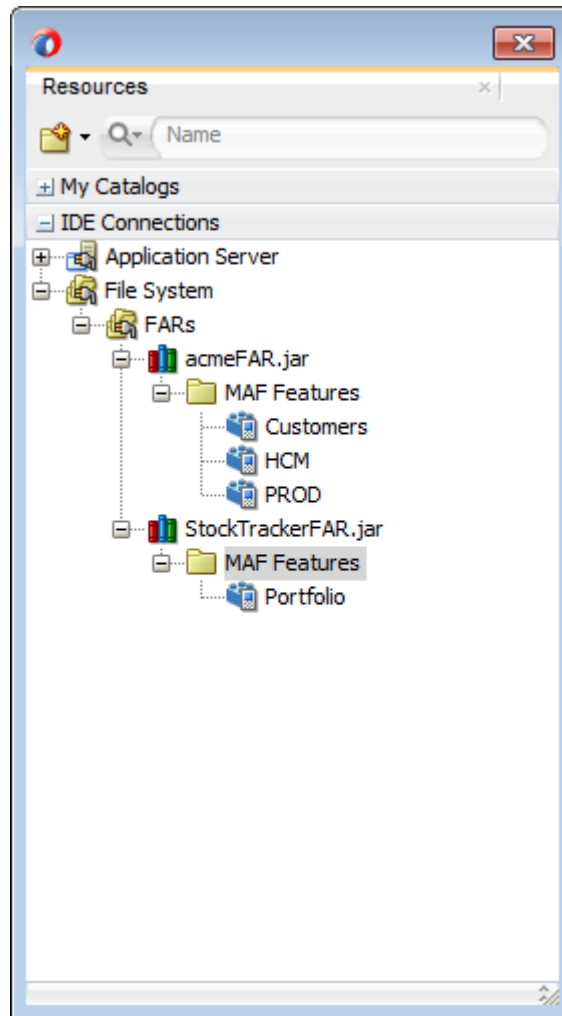 Resources
Name
My Catalogs
IDE Connections
Application Server
File System
FARs
acmeFAR.jar
MAF Features
Customers
HCM
PROD
StockTrackerFAR.jar
MAF Features
Portfolio